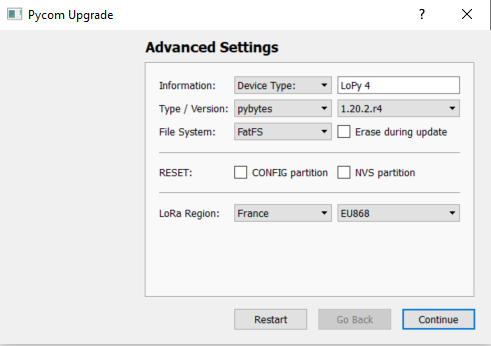 Pycom Upgrade ?
Advanced Settings
Information: Device Type: LoPy 4
Type / Version: pybytes 1.20.2.r4
File System: FatFS Erase during update
RESET: CONFIG partition NVS partition
LoRa Region: France EU868
Restart Go Back Continue